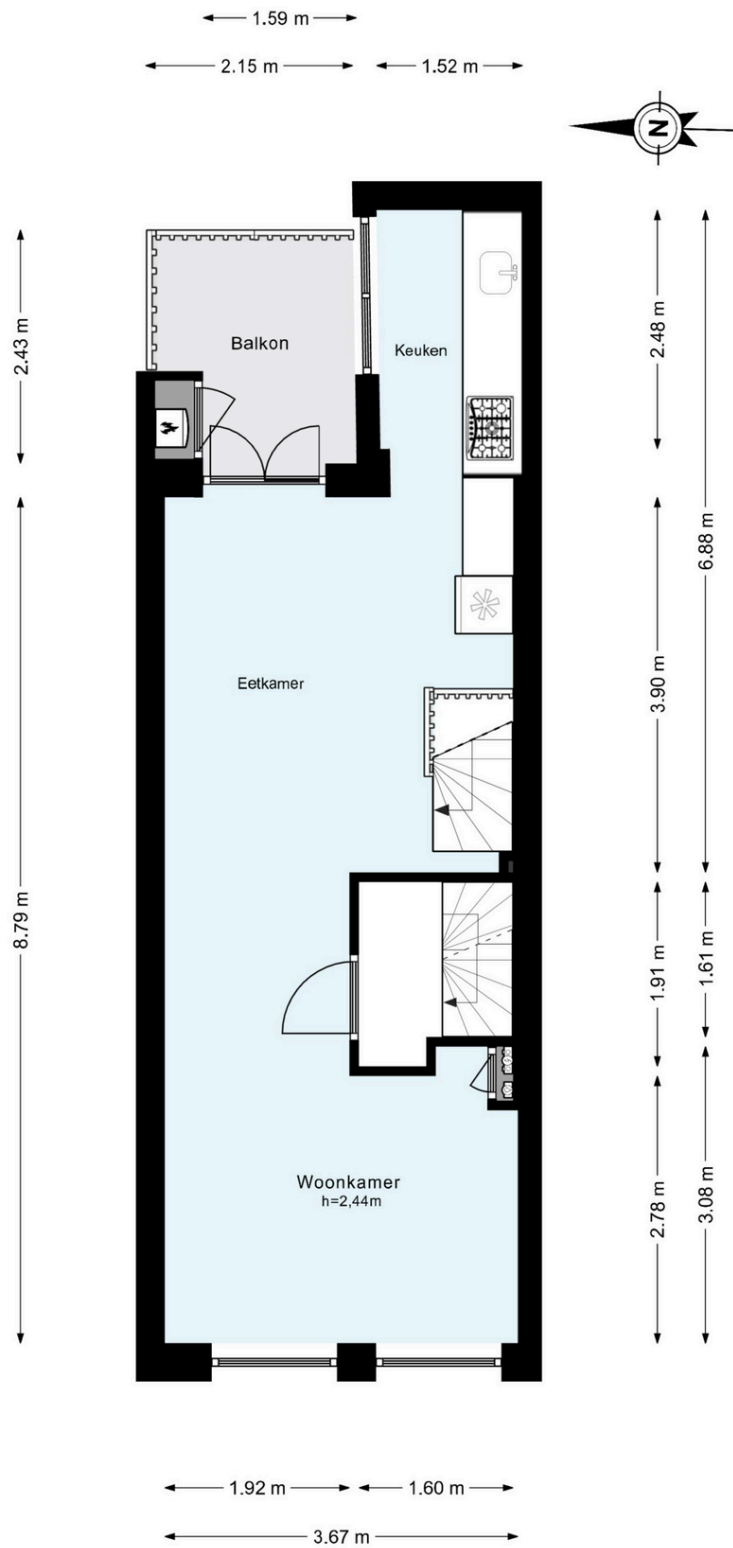 1.59 m
2.15 m
1.52 m
N
Balkon
Keuken
2.43 m
2.48 m
6.88 m
Eetkamer
3.90 m
8.79 m
1.91 m
1.61 m
Woonkamer
h=2,44m
2.78 m
3.08 m
1.92 m
1.60 m
3.67 m